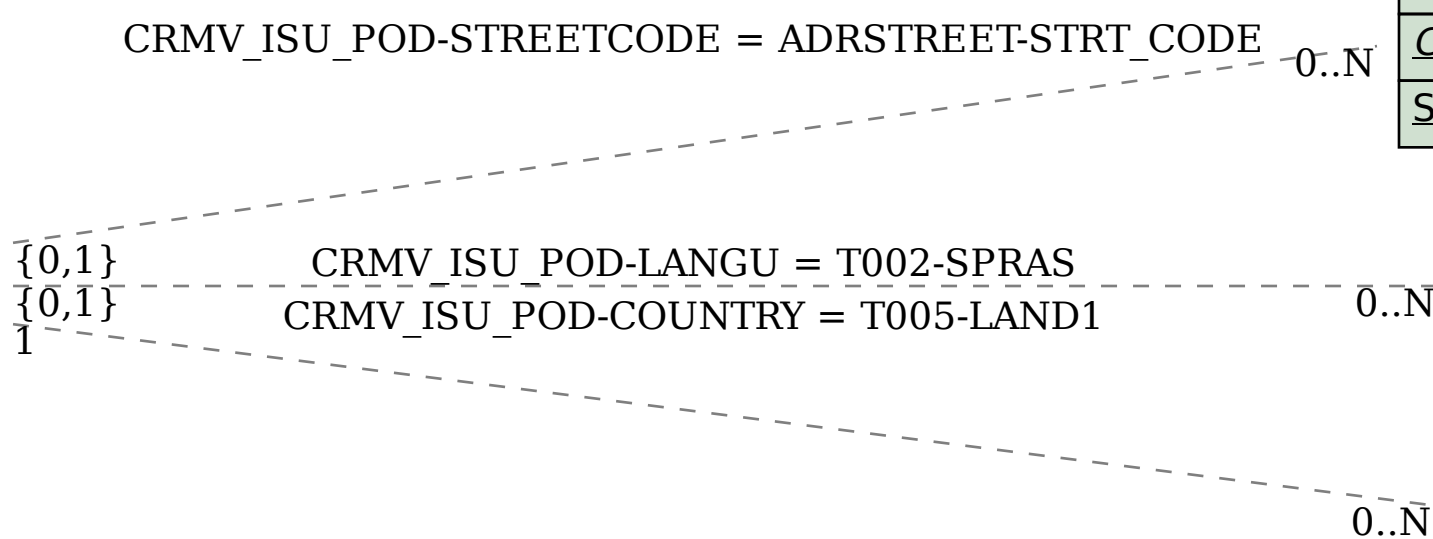 CRMV_ISU_POD-STREETCODE = ADRSTREET-STRT_CODE
0..N
{0,1}
CRMV_ISU_POD-LANGU = T002-SPRAS
{0,1}
0..N
CRMV_ISU_POD-COUNTRY = T005-LAND1
1
0..N